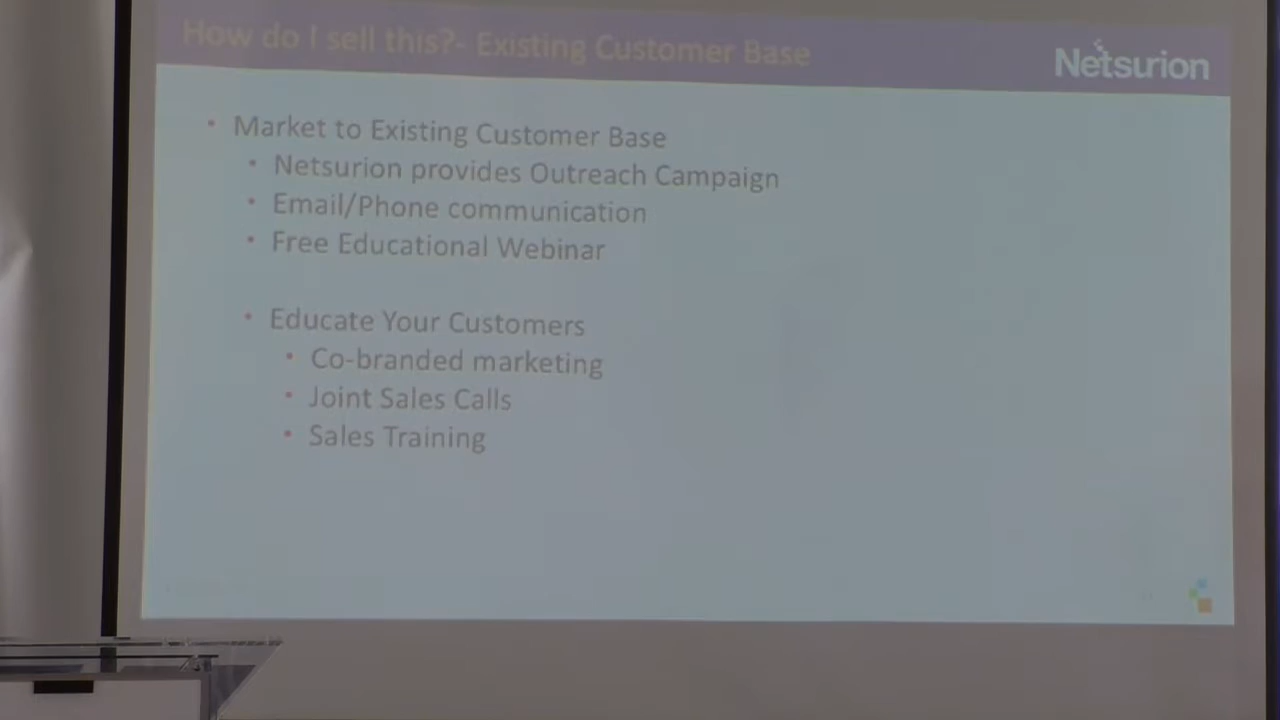 How do I sell this?- Existing Customer Base
Netsurion
• Market to Existing Customer Base
• Netsurion provides Outreach Campaign
• Email/Phone communication
• Free Educational Webinar
• Educate Your Customers
• Co-branded marketing
• Joint Sales Calls
• Sales Training